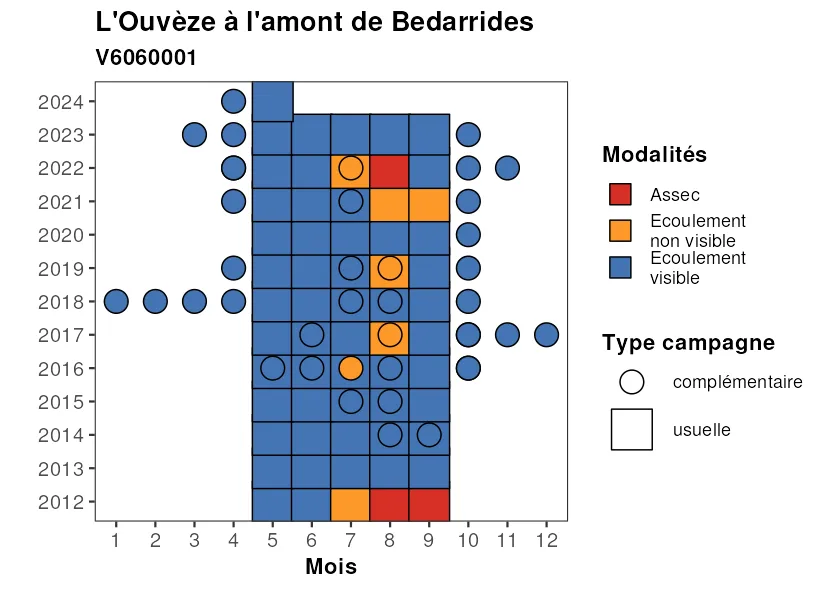 L'Ouvèze à l'amont de Bedarrides
V6060001
2024
2023
2022
2021
2020
2019
2018
2017
2016
2015
2014
2013
2012
1 2 3 4 5 6 7 8 9 10 11 12
Mois
Modalités
Assec
Ecoulement
non visible
Ecoulement
visible
Type campagne
complémentaire
usuelle